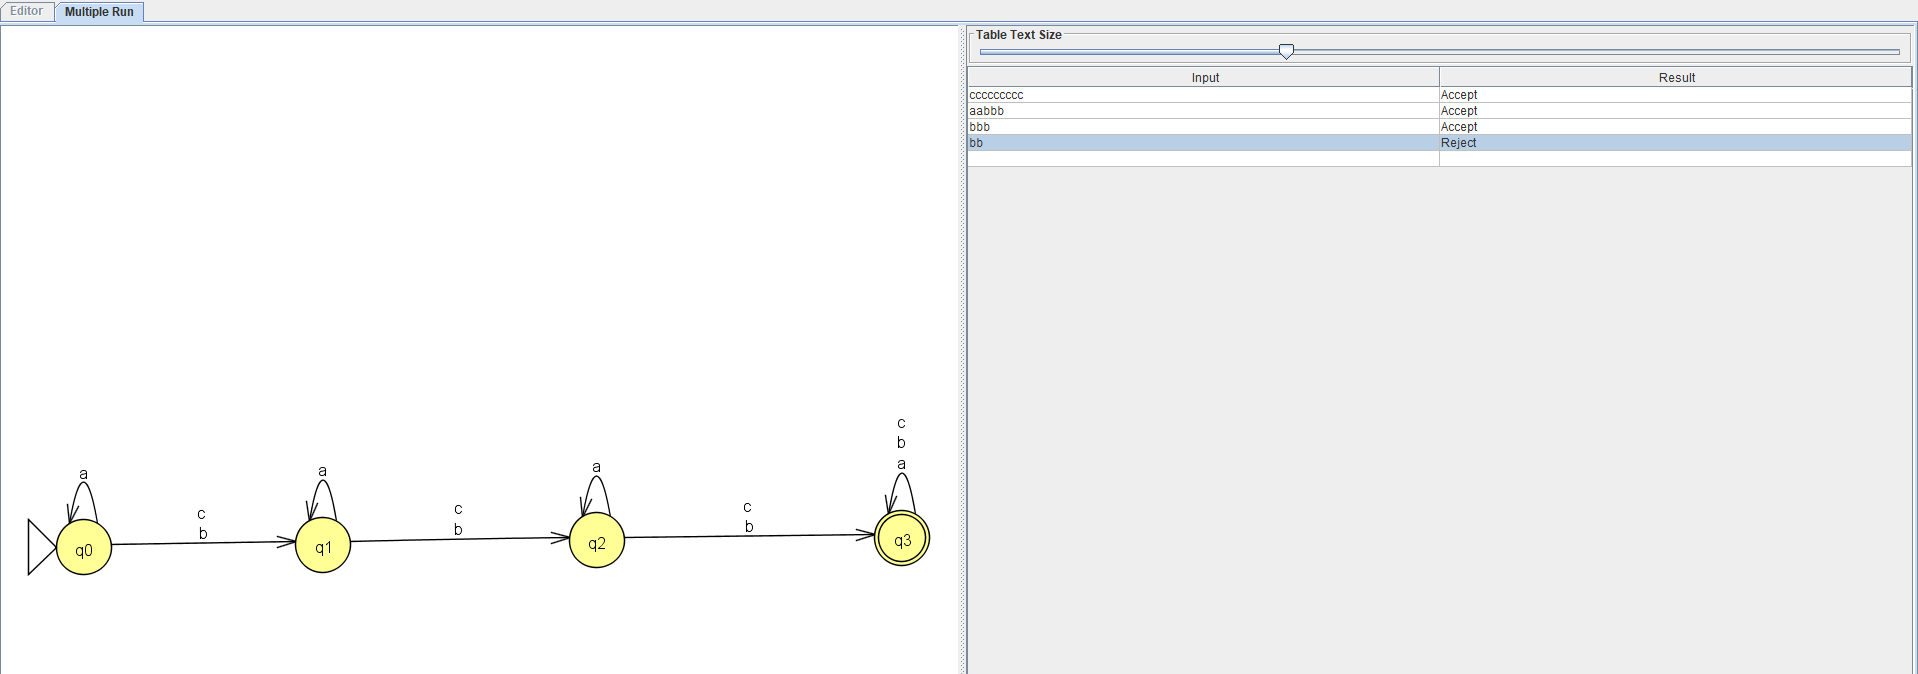 Editor Multiple Run
Table Text Size
Input Result
ccccccccc Accept
aabbb Accept
bbb Accept
bb Reject
c
b
a a a a
c c c
b b b
q0 q1 q2 q3